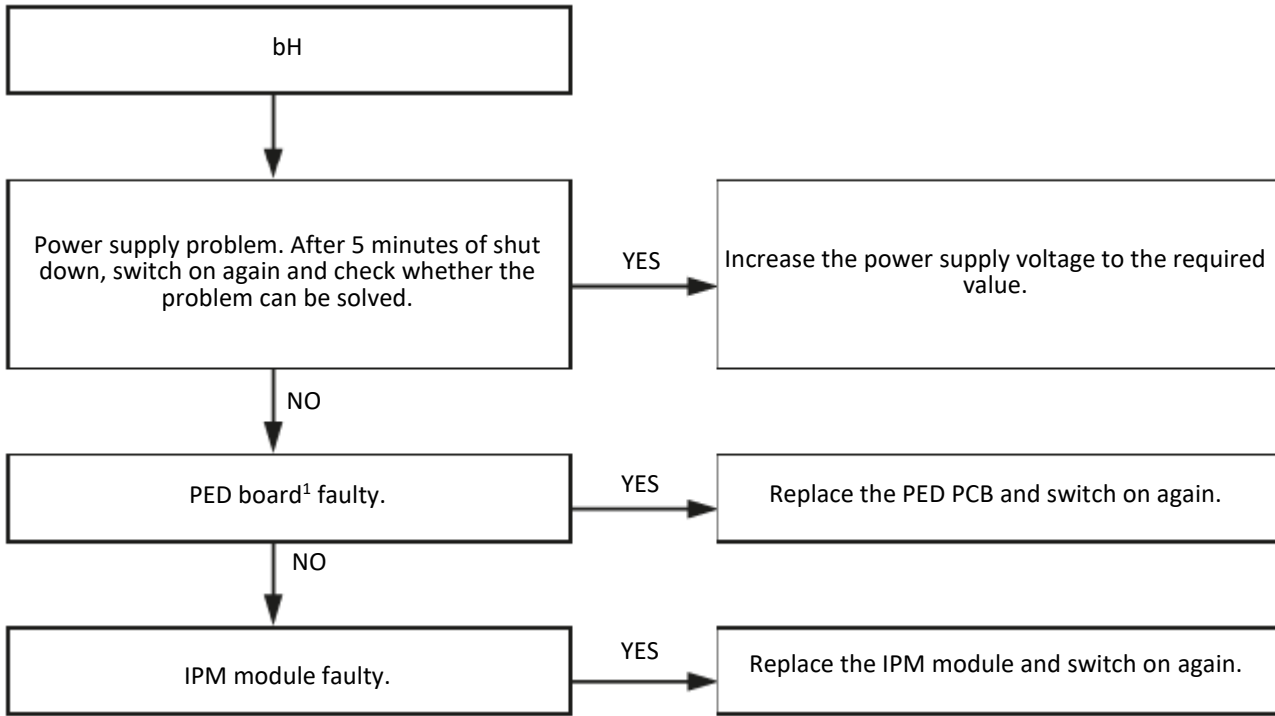 bH
Power supply problem. After 5 minutes of shut
down, switch on again and check whether the
problem can be solved.
YES
Increase the power supply voltage to the required
value.
NO
PED board¹ faulty.
YES
Replace the PED PCB and switch on again.
NO
IPM module faulty.
YES
Replace the IPM module and switch on again.